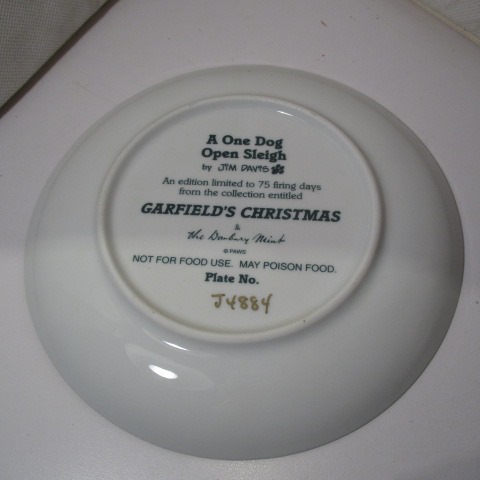 A One Dog
Open Sleigh
by JIM DAVIS
An edition limited to 75 firing days
from the collection entitled
GARFIELD'S CHRISTMAS
&
the Danbury Mint
© PAWS
NOT FOR FOOD USE. MAY POISON FOOD.
Plate No.
J4884